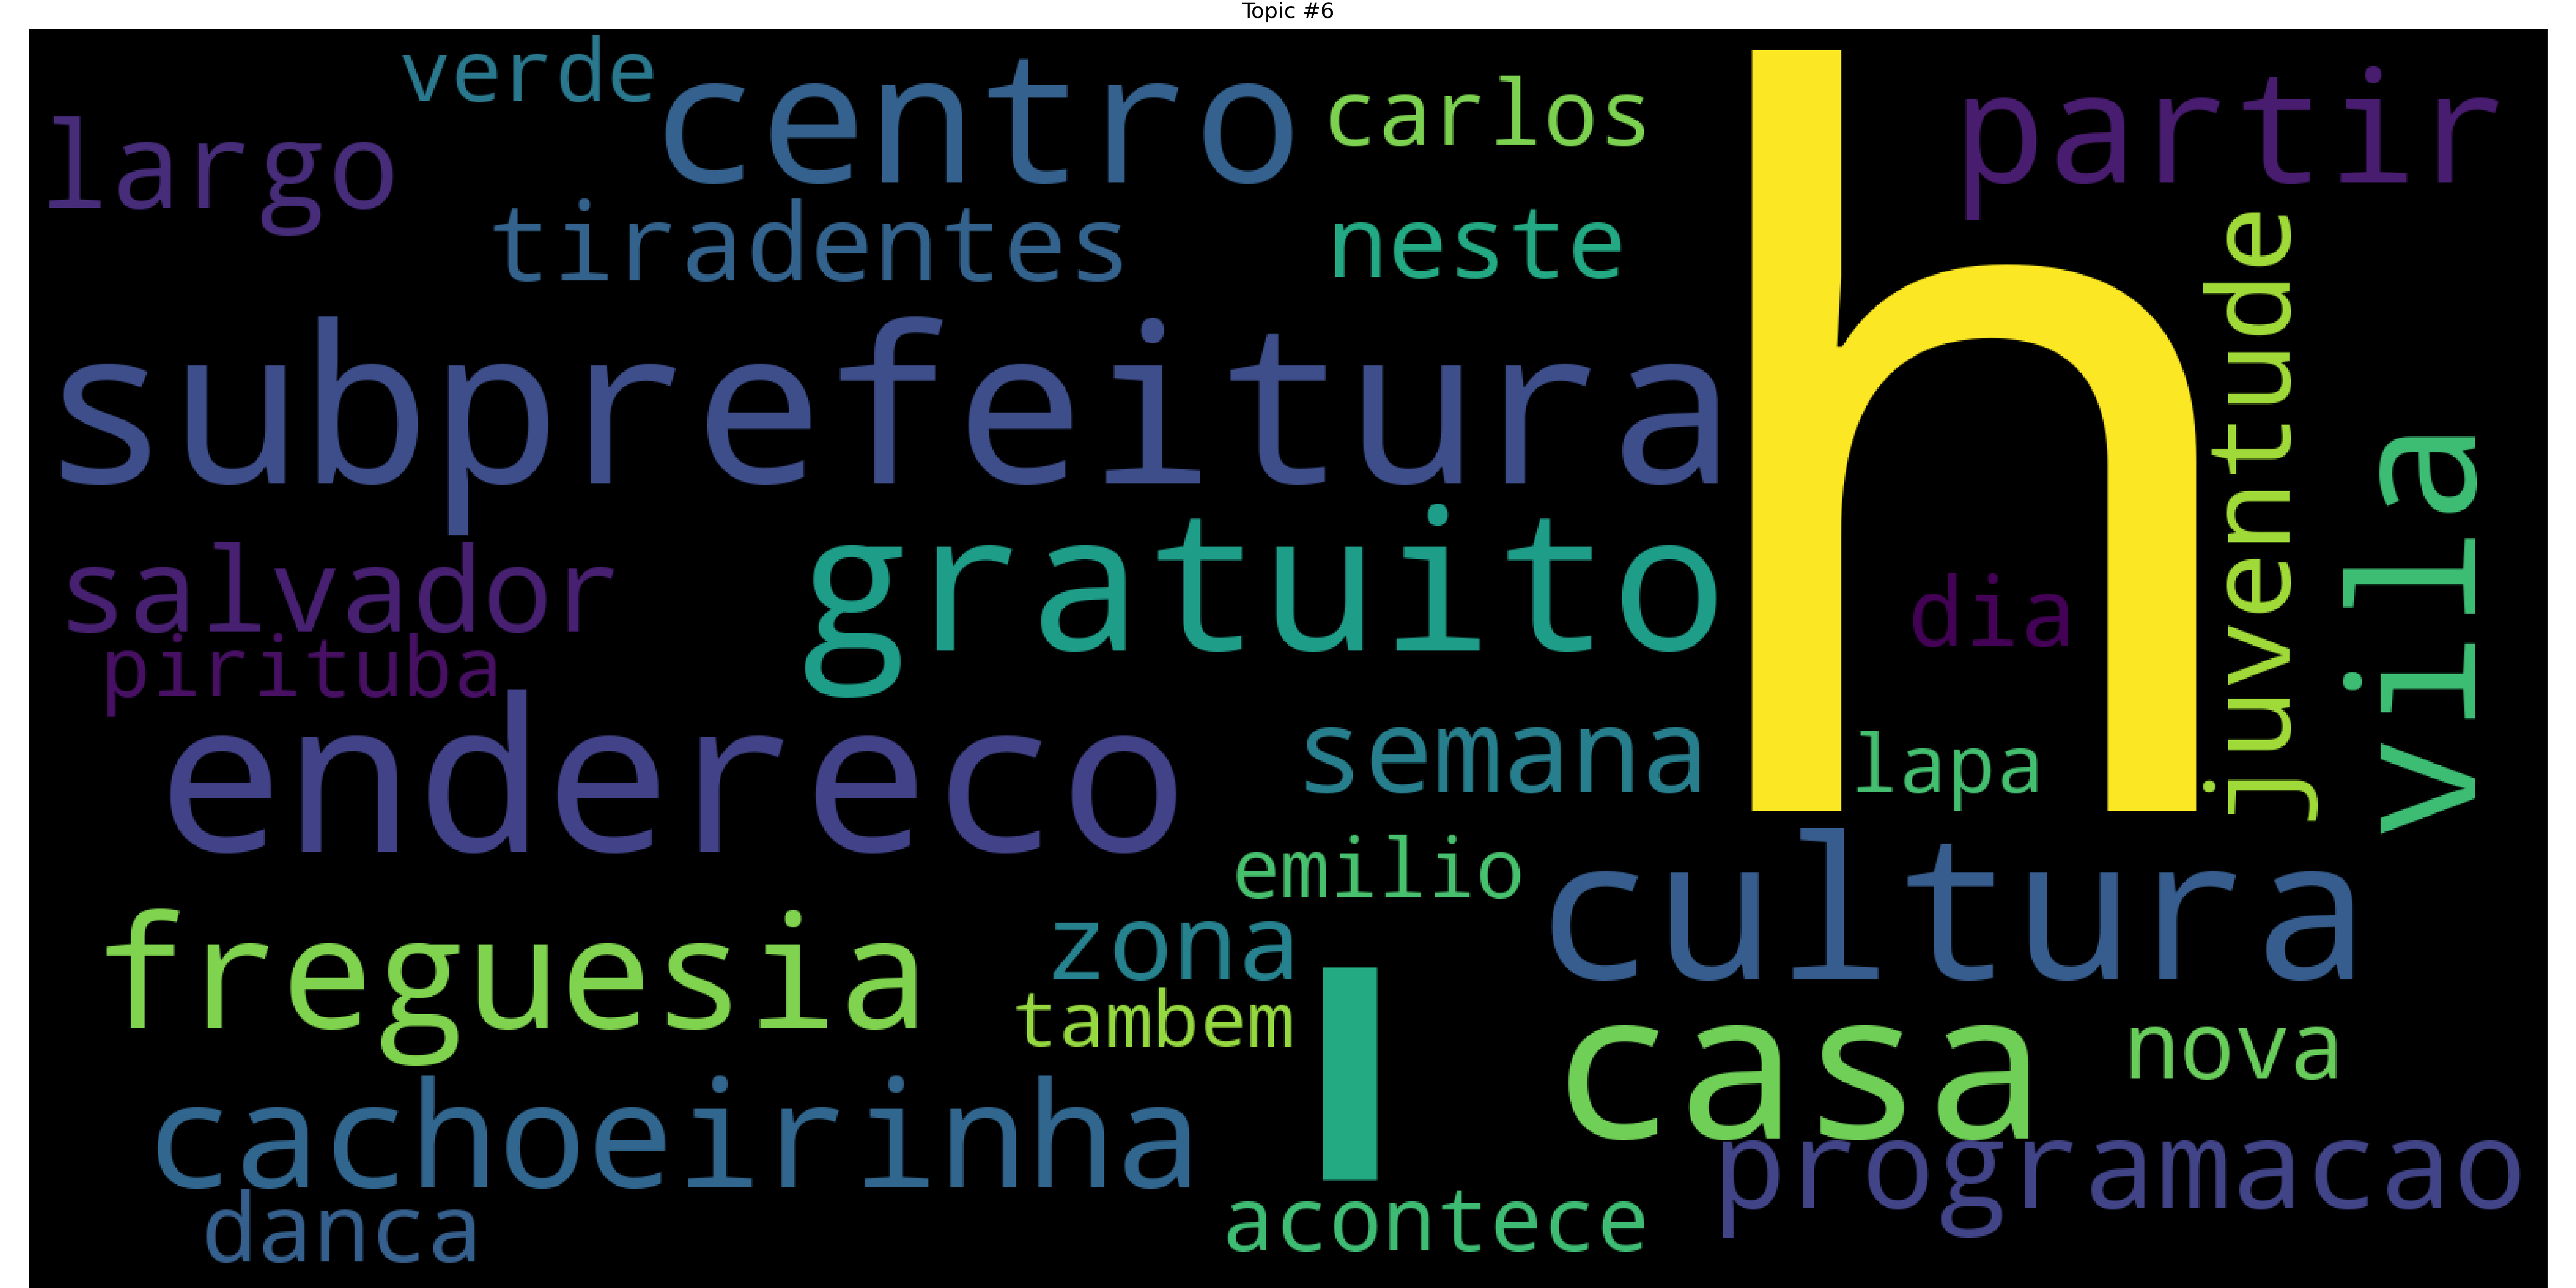 Topic #6
verde
centro
carlos
partir
largo
tiradentes
neste
h
juventude
subprefeitura
vila
gratuito
salvador
dia
pirituba
endereco
semana
lapa
emilio
cultura
freguesia
zona
tambem
casa
nova
cachoeirinha
programacao
danca
acontece